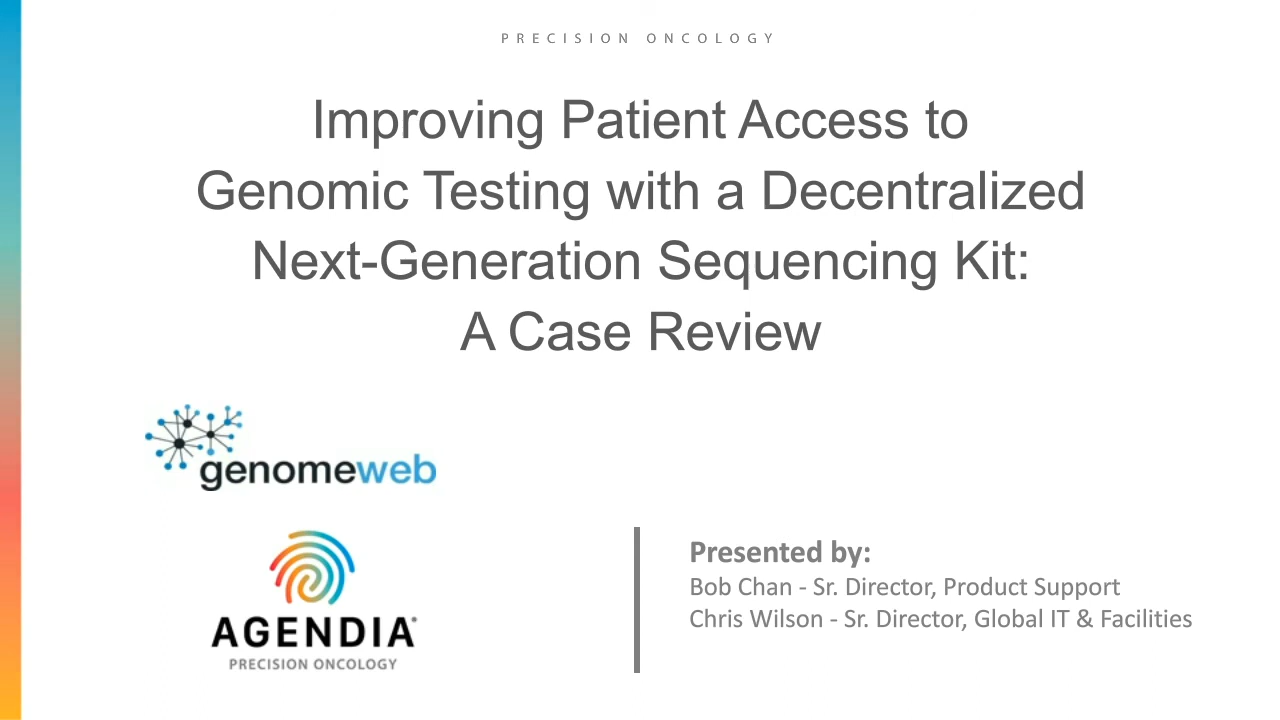 PRECISION ONCOLOGY
Improving Patient Access to
Genomic Testing with a Decentralized
Next-Generation Sequencing Kit:
A Case Review
genomeweb
AGENDIA®
PRECISION ONCOLOGY
Presented by:
Bob Chan - Sr. Director, Product Support
Chris Wilson - Sr. Director, Global IT & Facilities